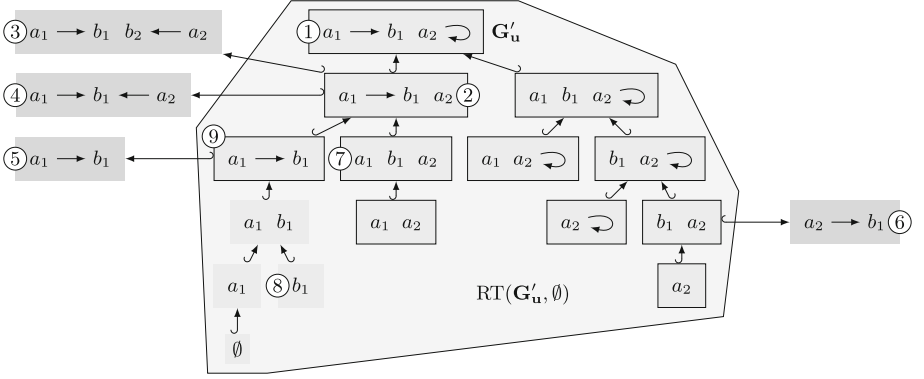 ③ a₁ ⟶ b₁ b₂ ⟵ a₂
① a₁ ⟶ b₁ a₂
G′ᵤ
④ a₁ ⟶ b₁ ⟵ a₂
a₁ ⟶ b₁ a₂ ②
a₁ b₁ a₂
⑤ a₁ ⟶ b₁
⑨ a₁ ⟶ b₁
⑦ a₁ b₁ a₂
a₁ a₂
b₁ a₂
a₁ b₁
a₁ a₂
a₂
b₁ a₂
a₂ ⟶ b₁ ⑥
a₁
⑧ b₁
RT(G′ᵤ, ∅)
a₂
∅